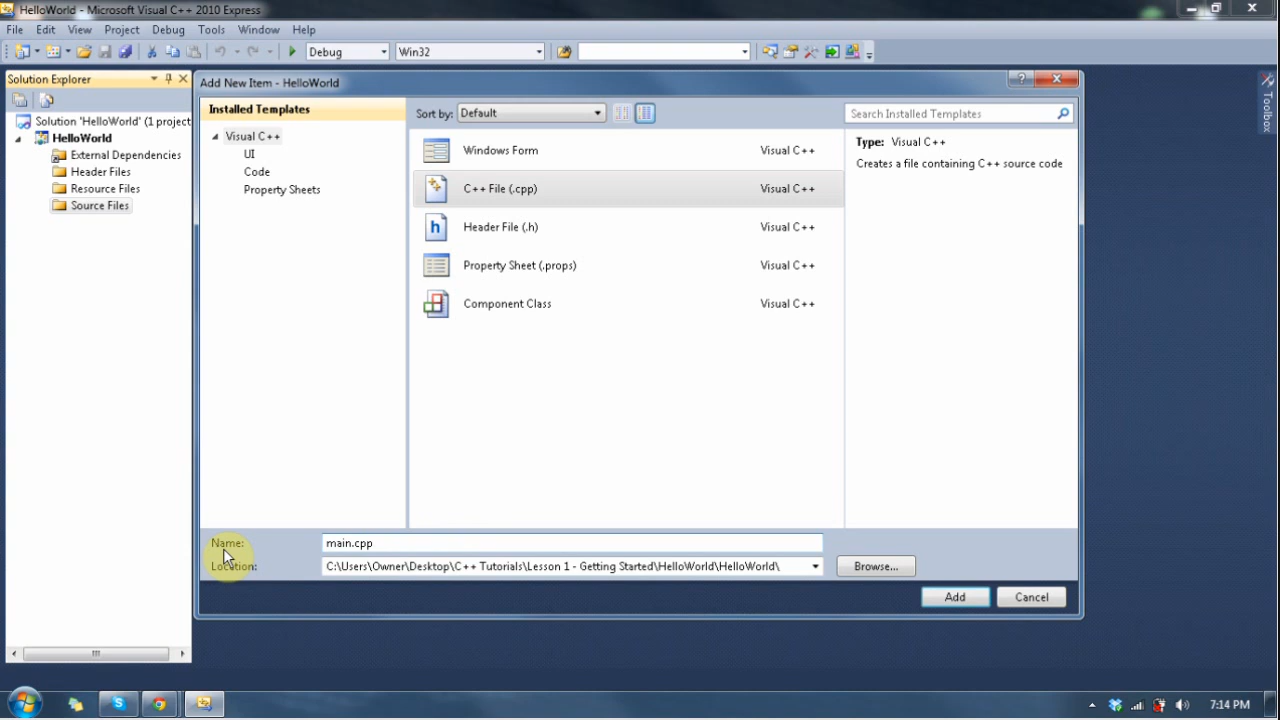 HelloWorld - Microsoft Visual C++ 2010 Express
File Edit View Project Debug Tools Window Help
Debug Win32
Solution Explorer
Solution 'HelloWorld' (1 project
HelloWorld
External Dependencies
Header Files
Resource Files
Source Files
Add New Item - HelloWorld
Installed Templates
Visual C++
UI
Code
Property Sheets
Sort by: Default
Windows Form Visual C++
C++ File (.cpp) Visual C++
Header File (.h) Visual C++
Property Sheet (.props) Visual C++
Component Class Visual C++
Search Installed Templates
Type: Visual C++
Creates a file containing C++ source code
Name: main.cpp
Location: C:\Users\Owner\Desktop\C++ Tutorials\Lesson 1 - Getting Started\HelloWorld\HelloWorld\
Browse...
Add Cancel
Toolbox
7:14 PM